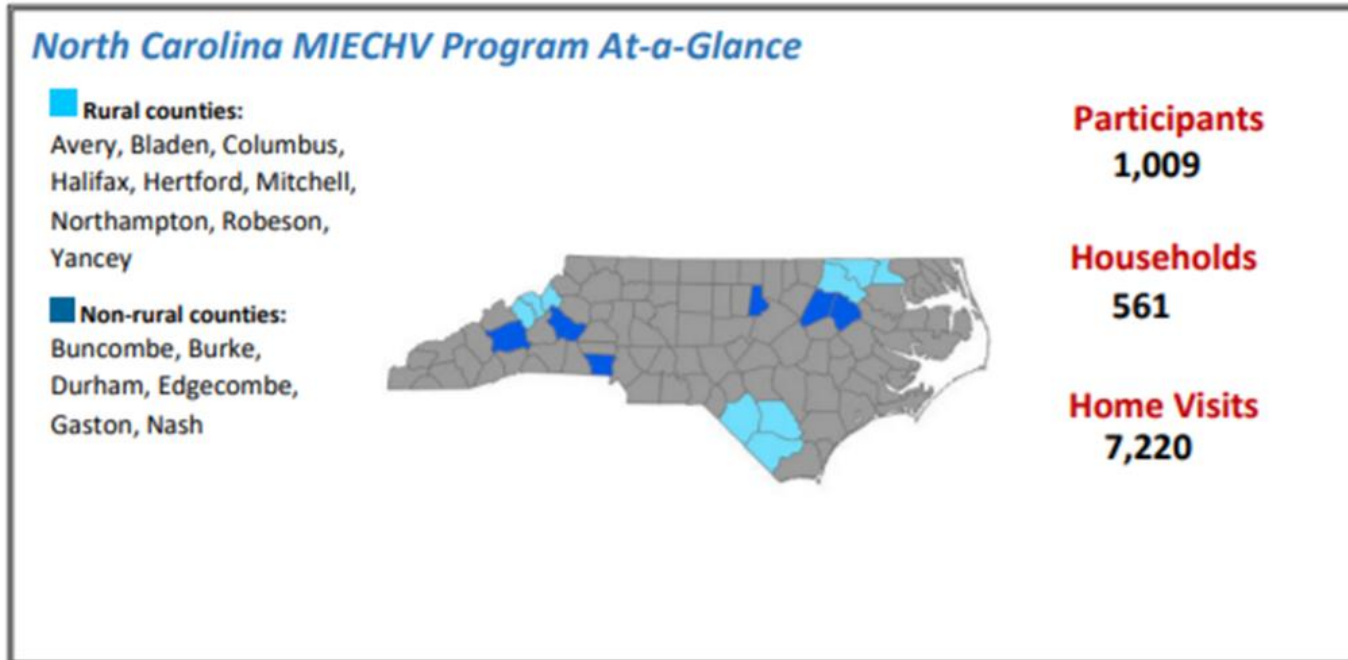 North Carolina MIECHV Program At-a-Glance
Rural counties:
Avery, Bladen, Columbus,
Halifax, Hertford, Mitchell,
Northampton, Robeson,
Yancey
Non-rural counties:
Buncombe, Burke,
Durham, Edgecombe,
Gaston, Nash
Participants
1,009
Households
561
Home Visits
7,220